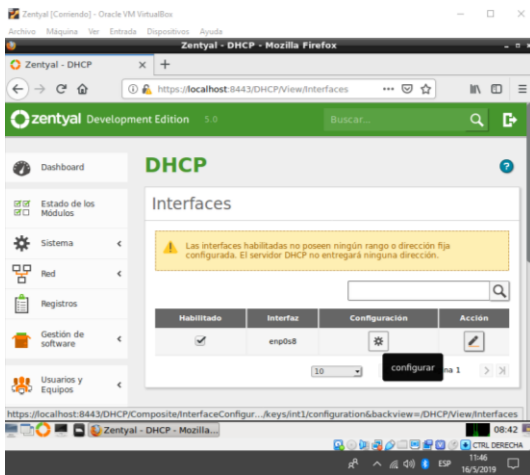 Zentyal [Corriendo] - Oracle VM VirtualBox
Archivo Máquina Ver Entrada Dispositivos Ayuda
Zentyal - DHCP - Mozilla Firefox
Zentyal - DHCP
https://localhost:8443/DHCP/View/Interfaces
zentyal Development Edition 5.0
Buscar...
Dashboard
Estado de los
Módulos
Sistema
Red
Registros
Gestión de
software
Usuarios y
Equipos
DHCP
Interfaces
Las interfaces habilitadas no poseen ningún rango o dirección fija
configurada. El servidor DHCP no entregará ninguna dirección.
Habilitado Interfaz Configuración Acción
enp0s8
10 na 1
configurar
https://localhost:8443/DHCP/Composite/InterfaceConfigur.../keys/int1/configuration&backview=/DHCP/View/Interfaces
Zentyal - DHCP - Mozilla... 08:42
CTRL DERECHA
ESP 11:46
16/5/2019